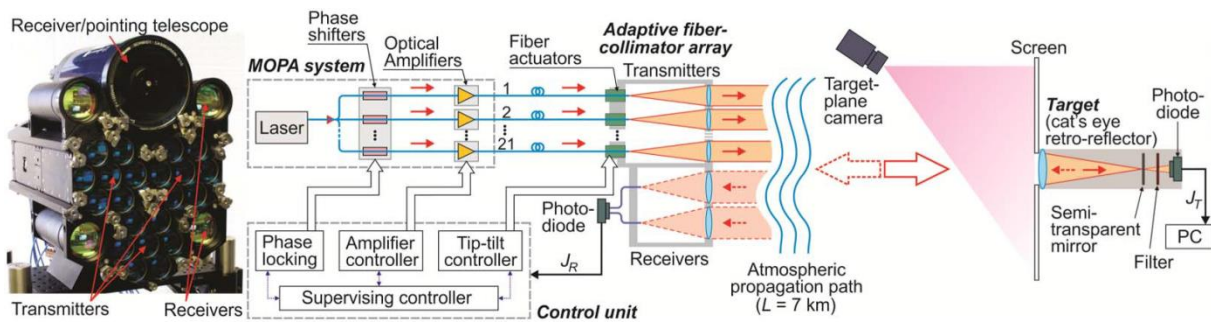 Receiver/pointing telescope
Transmitters
Receivers
MOPA system
Phase
shifters
Optical
Amplifiers
Fiber
actuators
Adaptive fiber-
collimator array
Transmitters
Laser
1
2
21
Phase
locking
Amplifier
controller
Tip-tilt
controller
Supervising controller
Control unit
Photo-
diode
J_R
Receivers
Atmospheric
propagation path
(L = 7 km)
Target-
plane
camera
Screen
Target
(cat's eye
retro-reflector)
Photo-
diode
J_T
PC
Semi-
transparent
mirror
Filter